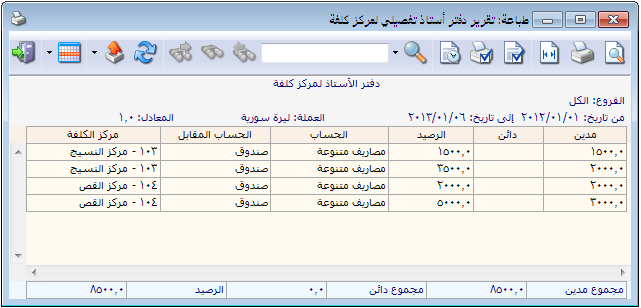 طباعة: تقرير دفتر أستاذ تفصيلي لمركز كلفة
دفتر الأستاذ لمركز كلفة
الفروع: الكل
من تاريخ: ٢٠١٢/٠١/٠١ إلى تاريخ: ٢٠١٣/٠١/٠٦ العملة: ليرة سورية المعادل: ١,٠
مدين دائن الرصيد الحساب الحساب المقابل مركز الكلفة
١٥٠٠,٠ ١٥٠٠,٠ مصاريف متنوعة صندوق ١٠٣ - مركز النسيج
٢٠٠٠,٠ ٣٥٠٠,٠ مصاريف متنوعة صندوق ١٠٣ - مركز النسيج
٢٠٠٠,٠ ٢٠٠٠,٠ مصاريف متنوعة صندوق ١٠٤ - مركز القص
٣٠٠٠,٠ ٥٠٠٠,٠ مصاريف متنوعة صندوق ١٠٤ - مركز القص
مجموع مدين ٨٥٠٠,٠ مجموع دائن ٠,٠ الرصيد ٨٥٠٠,٠